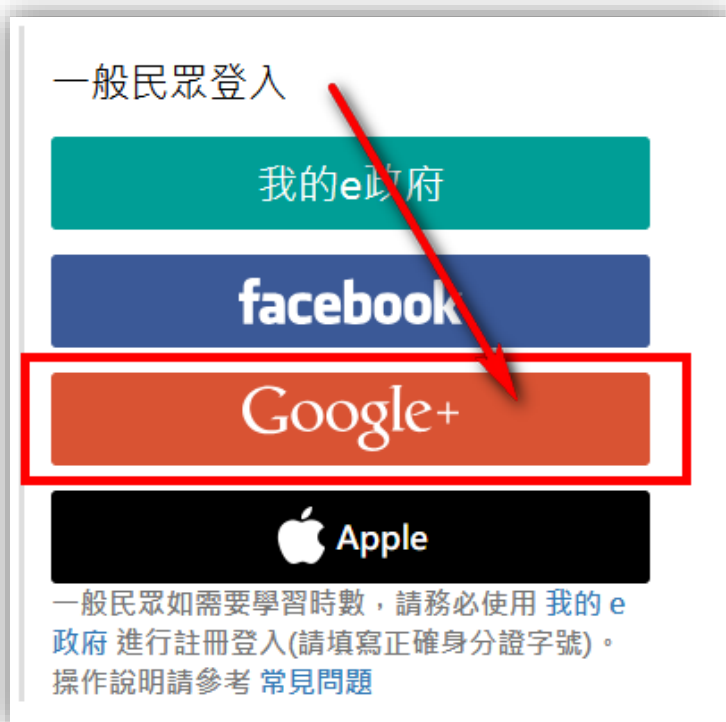 一般民眾登入
我的e政府
facebook
Google+
Apple
一般民眾如需要學習時數，請務必使用 我的 e
政府 進行註冊登入(請填寫正確身分證字號)。
操作說明請參考 常見問題